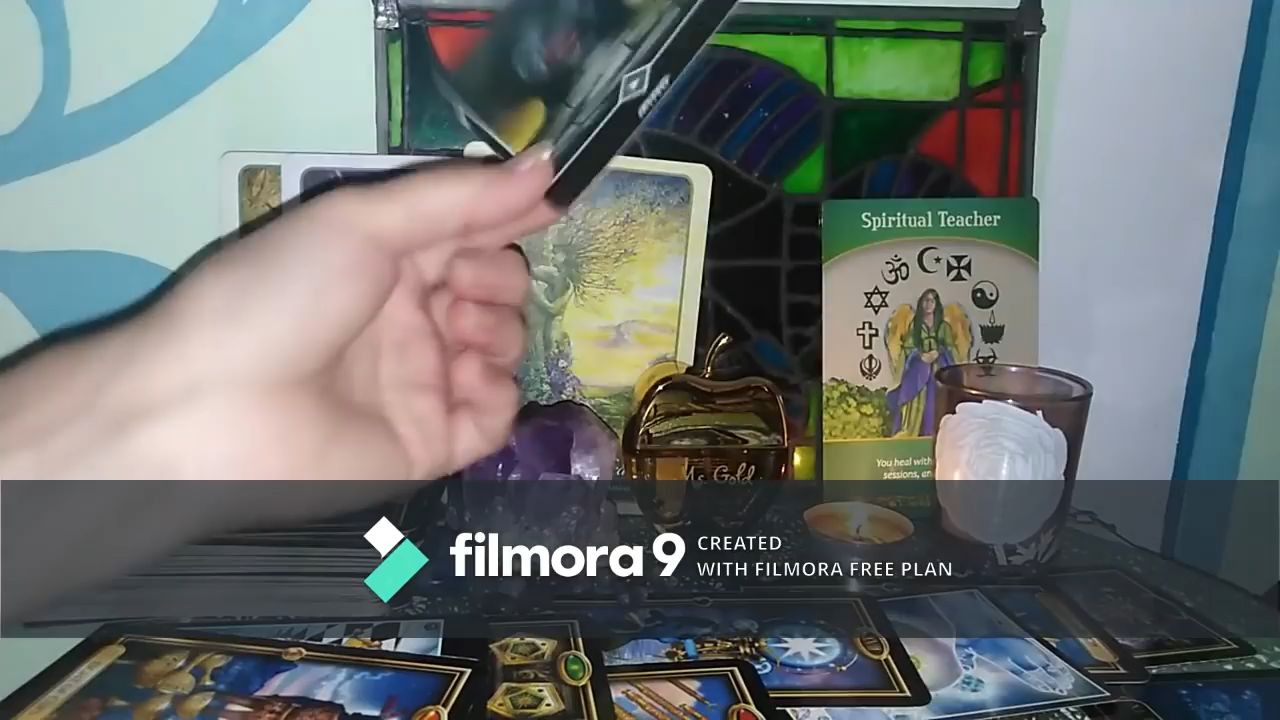 Spiritual Teacher
You heal with
sessions, an
Ms Gold
filmora 9
CREATED
WITH FILMORA FREE PLAN